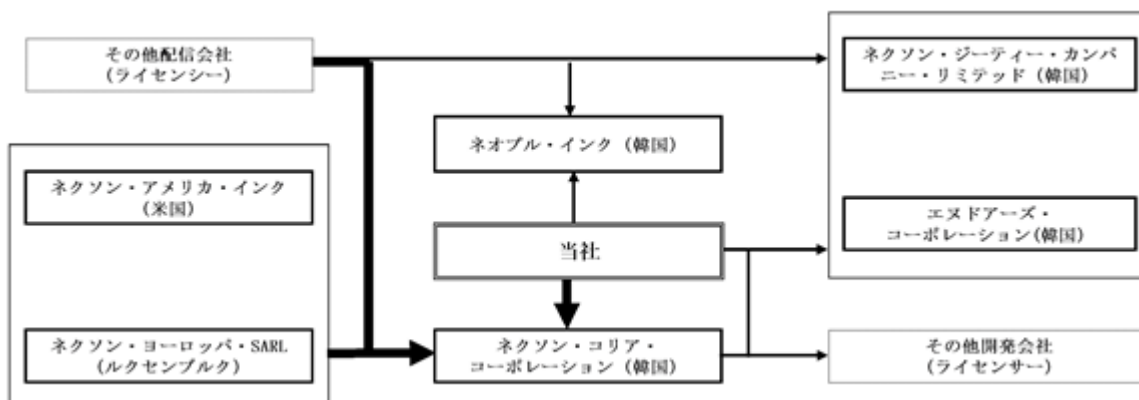 その他配信会社
(ライセンシー)
ネクソン・ジーティー・カンパ
ニー・リミテッド（韓国）
ネオプル・インク（韓国）
ネクソン・アメリカ・インク
(米国)
エヌドアーズ・
コーポレーション(韓国)
当社
ネクソン・ヨーロッパ・SARL
(ルクセンブルク)
ネクソン・コリア・
コーポレーション（韓国）
その他開発会社
(ライセンサー)